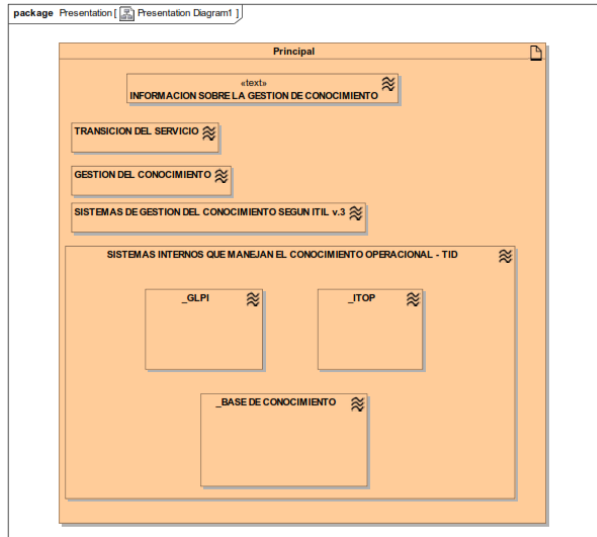 package Presentation [ Presentation Diagram1 ]
Principal
«text»
INFORMACION SOBRE LA GESTION DE CONOCIMIENTO
TRANSICION DEL SERVICIO
GESTION DEL CONOCIMIENTO
SISTEMAS DE GESTION DEL CONOCIMIENTO SEGUN ITIL v.3
SISTEMAS INTERNOS QUE MANEJAN EL CONOCIMIENTO OPERACIONAL - TID
_GLPI
_ITOP
_BASE DE CONOCIMIENTO